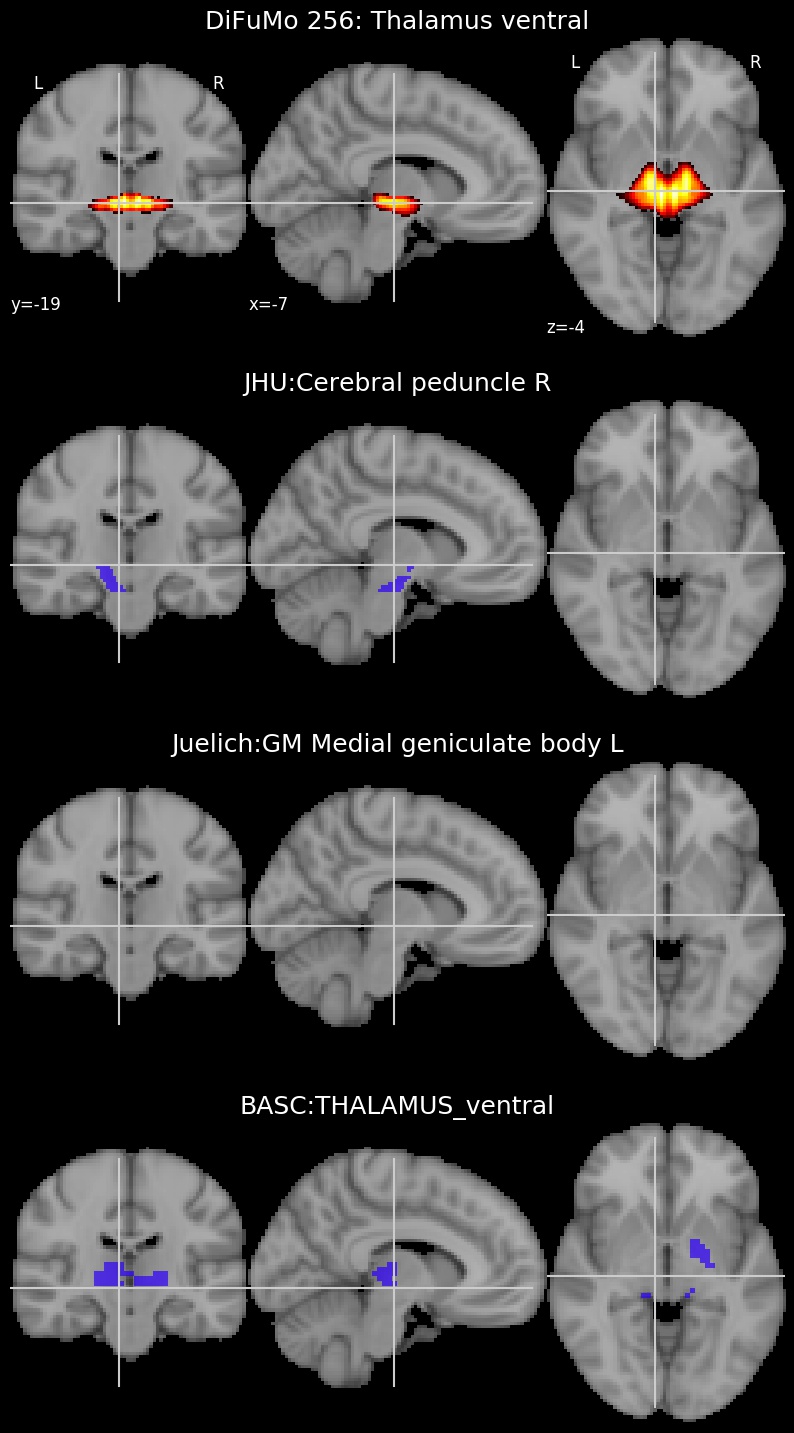 DiFuMo 256: Thalamus ventral
L R L R
y=-19 x=-7 z=-4
JHU:Cerebral peduncle R
Juelich:GM Medial geniculate body L
BASC:THALAMUS_ventral